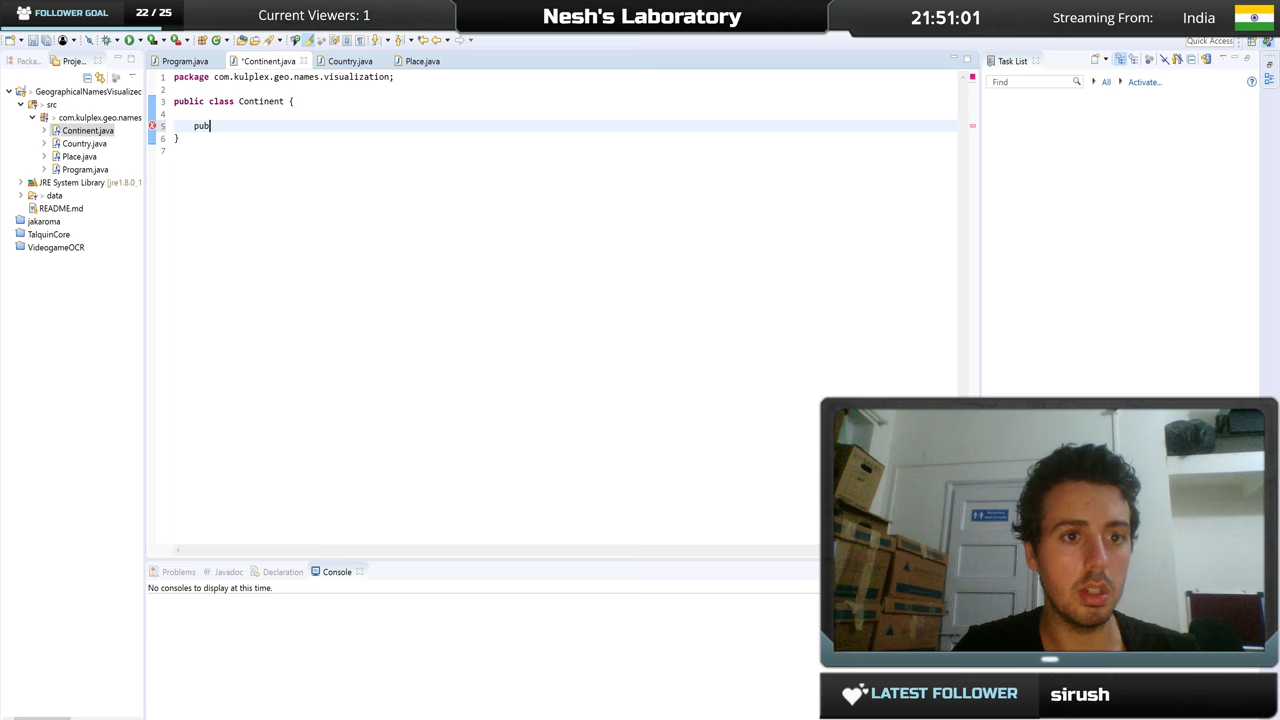 FOLLOWER GOAL 22 / 25 Current Viewers: 1 Nesh's Laboratory 21:51:01 Streaming From: India
Quick Access
Packa... Proje...
Program.java *Continent.java Country.java Place.java
Task List
Find All Activate...
GeographicalNamesVisualizec
src
com.kulplex.geo.names
Continent.java
Country.java
Place.java
Program.java
JRE System Library [jre1.8.0_1
data
README.md
jakaroma
TalquinCore
VideogameOCR
1 package com.kulplex.geo.names.visualization;
2
3 public class Continent {
4
5 pub
6 }
7
Problems Javadoc Declaration Console
No consoles to display at this time.
LATEST FOLLOWER sirush